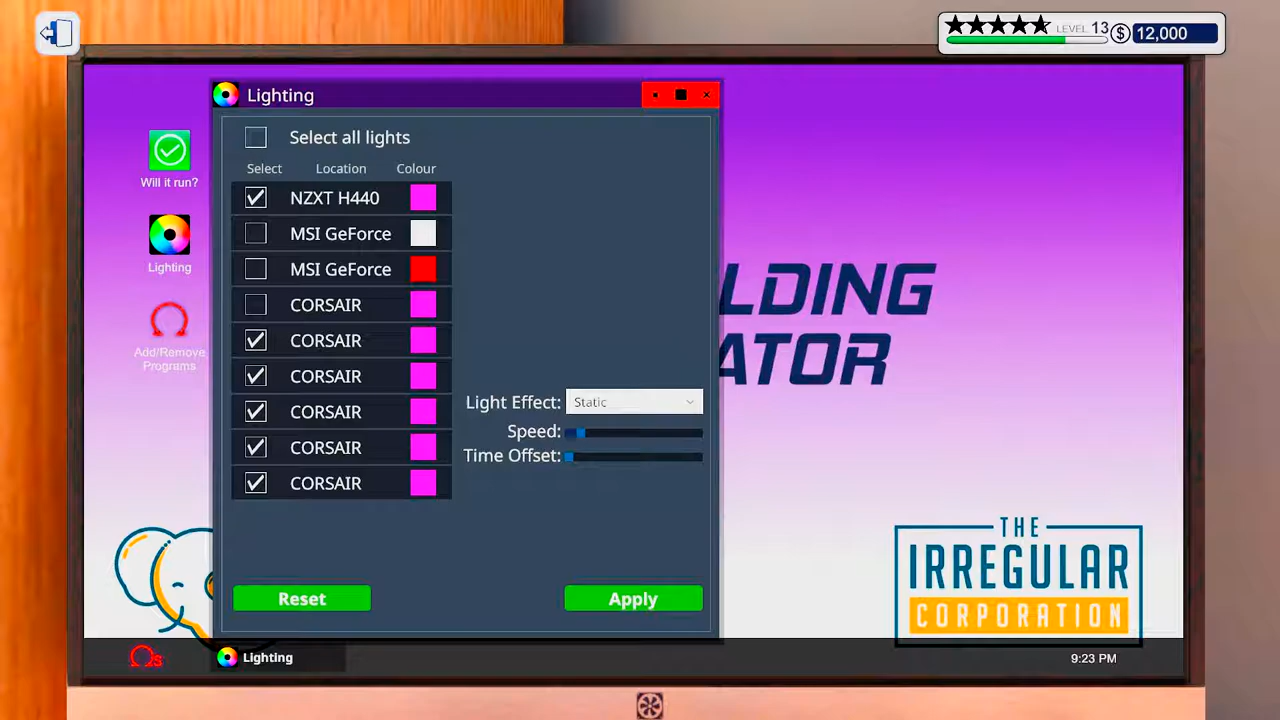 LEVEL 13
$ 12,000
Lighting
Select all lights
Select Location Colour
NZXT H440
MSI GeForce
MSI GeForce
CORSAIR
CORSAIR
CORSAIR
CORSAIR
CORSAIR
CORSAIR
Light Effect: Static
Speed:
Time Offset:
Reset
Apply
Will it run?
Lighting
Add/Remove
Programs
LDING
ATOR
THE
IRREGULAR
CORPORATION
Ωs
Lighting
9:23 PM